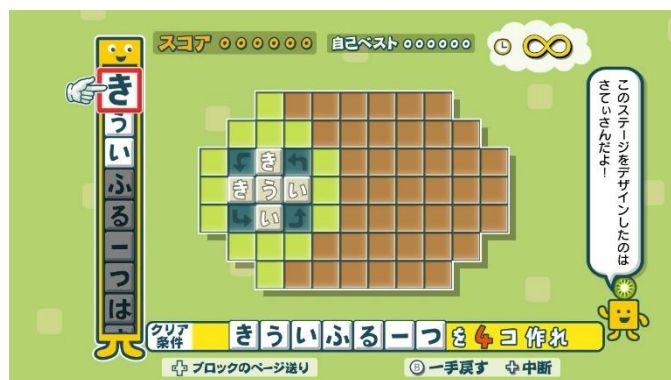 スコア 000000
自己ベスト 000000
∞
き
う
い
ふ
る
ー
つ
は
き
きうい
い
このステージをデザインしたのは
さてぃさんだよ!
クリア
条件
きういふるーつを4コ作れ
ブロックのページ送り
Ⓑ 一手戻す
中断